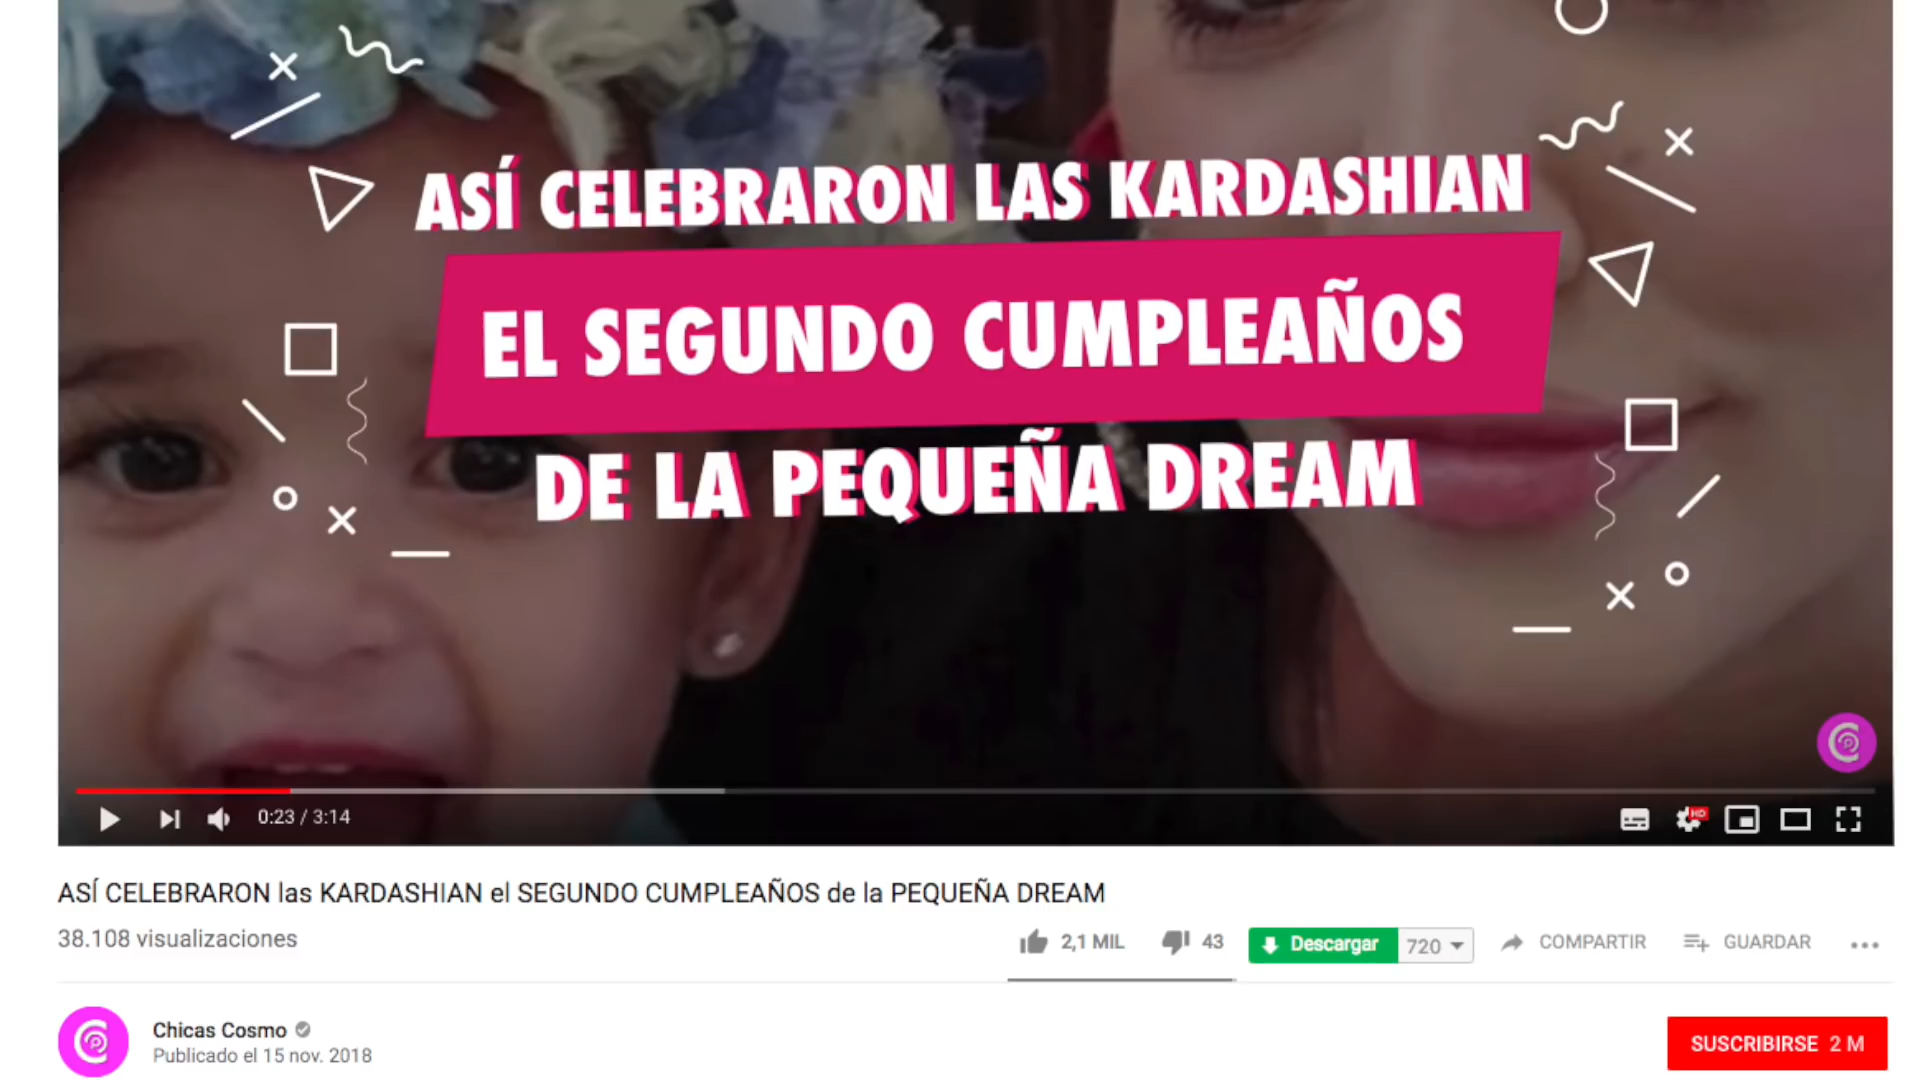 ASÍ CELEBRARON LAS KARDASHIAN
EL SEGUNDO CUMPLEAÑOS
DE LA PEQUEÑA DREAM
0:23 / 3:14
HD
ASÍ CELEBRARON las KARDASHIAN el SEGUNDO CUMPLEAÑOS de la PEQUEÑA DREAM
38.108 visualizaciones
2,1 MIL 43 Descargar 720 COMPARTIR GUARDAR
Chicas Cosmo
Publicado el 15 nov. 2018
SUSCRIBIRSE 2 M